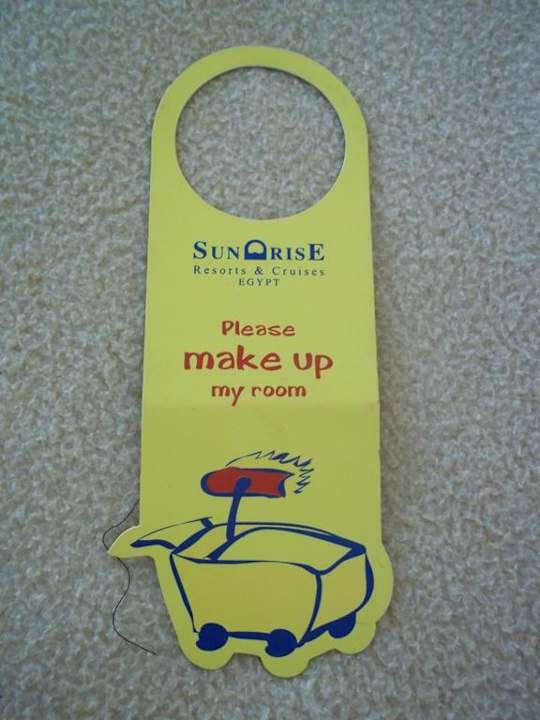 SUNRISE
Resorts & Cruises
EGYPT
Please
make up
my room